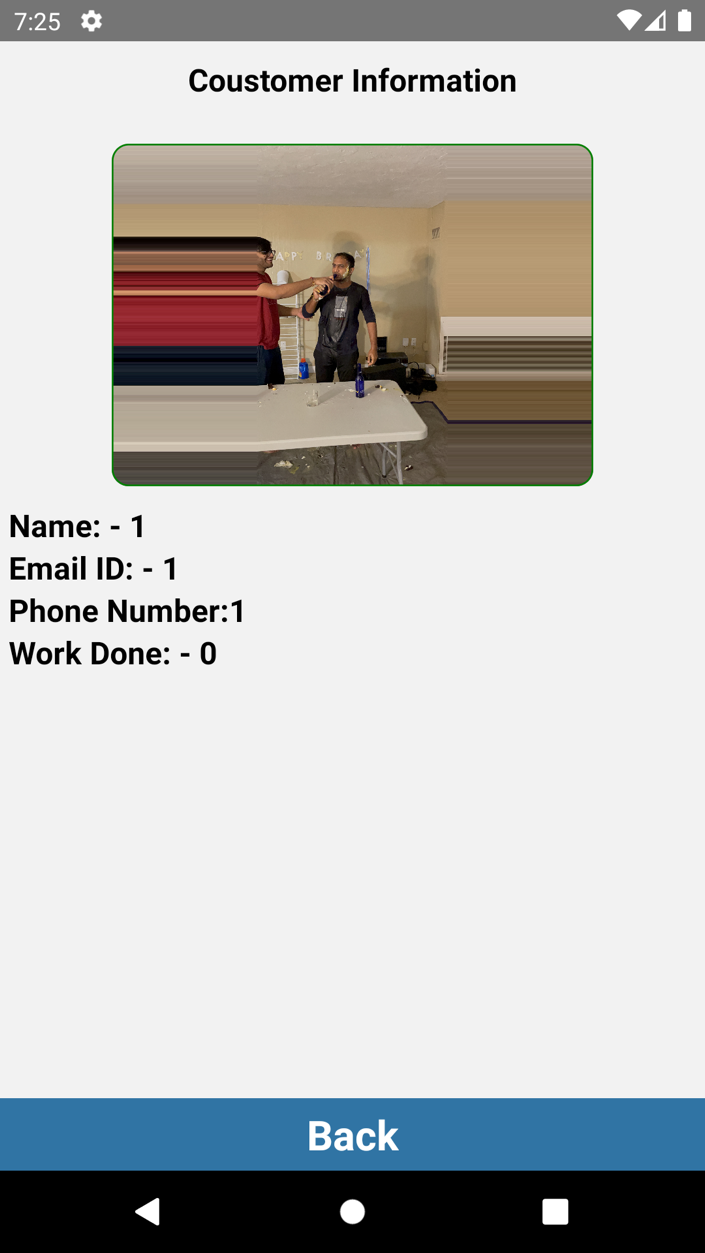 7:25
Coustomer Information
Name: - 1
Email ID: - 1
Phone Number:1
Work Done: - 0
Back